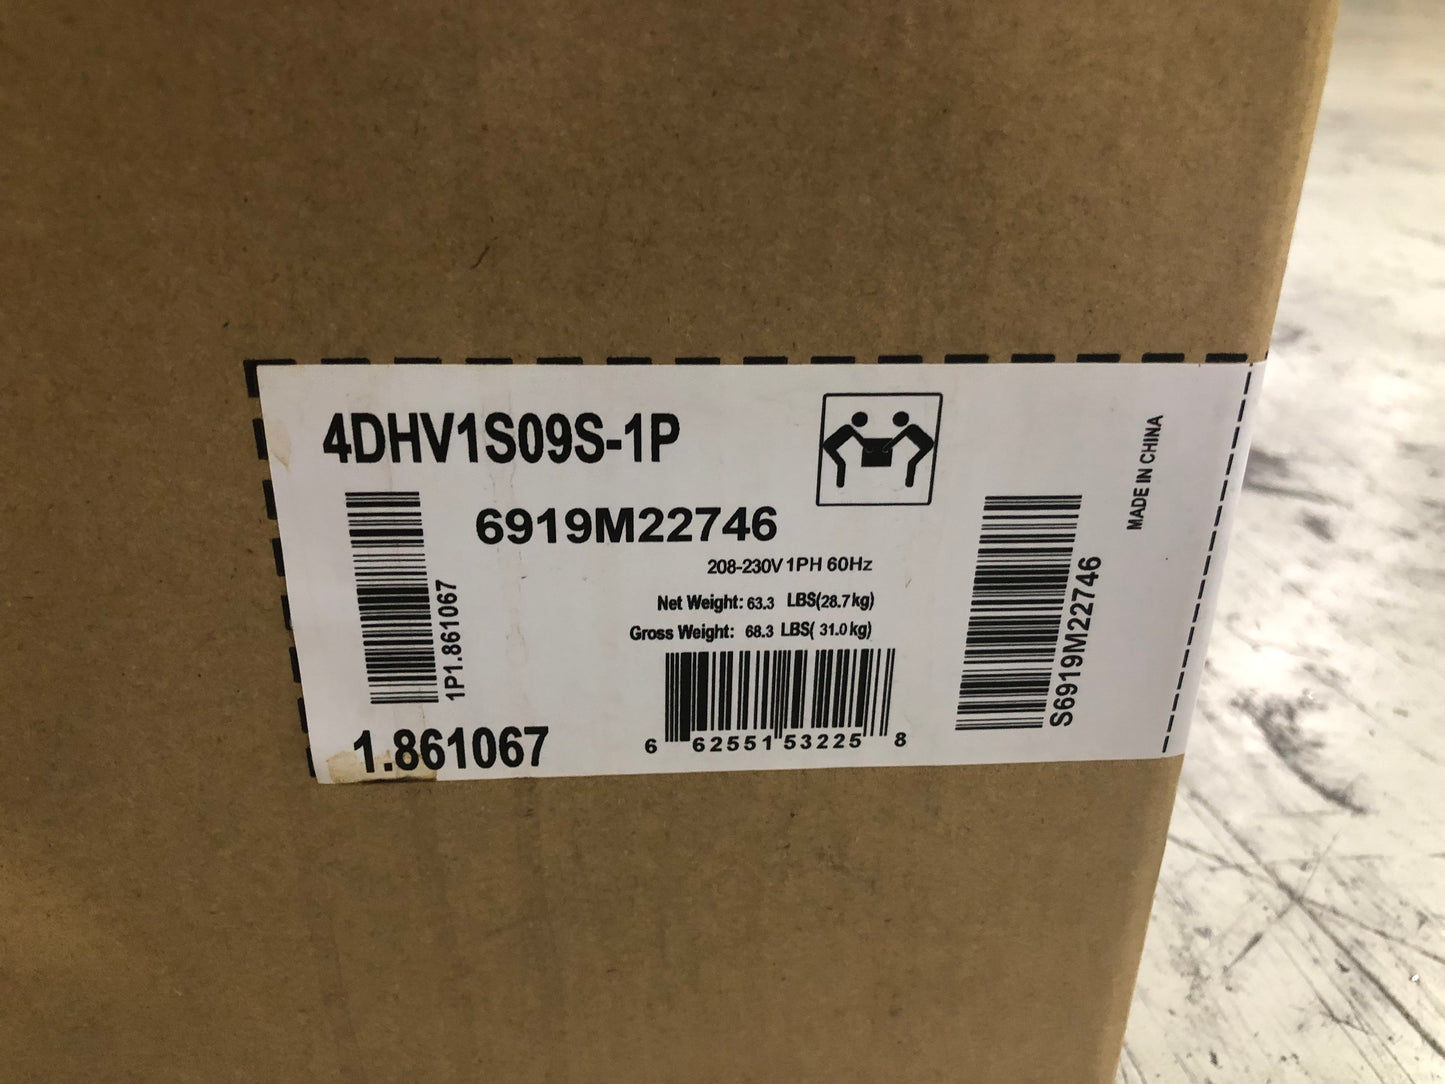 4DHV1S09S-1P
6919M22746
208-230V 1PH 60Hz
Net Weight: 63.3 LBS(28.7kg)
Gross Weight: 68.3 LBS( 31.0kg)
1P1.861067
1.861067
6 62551 53225 8
S6919M22746
MADE IN CHINA